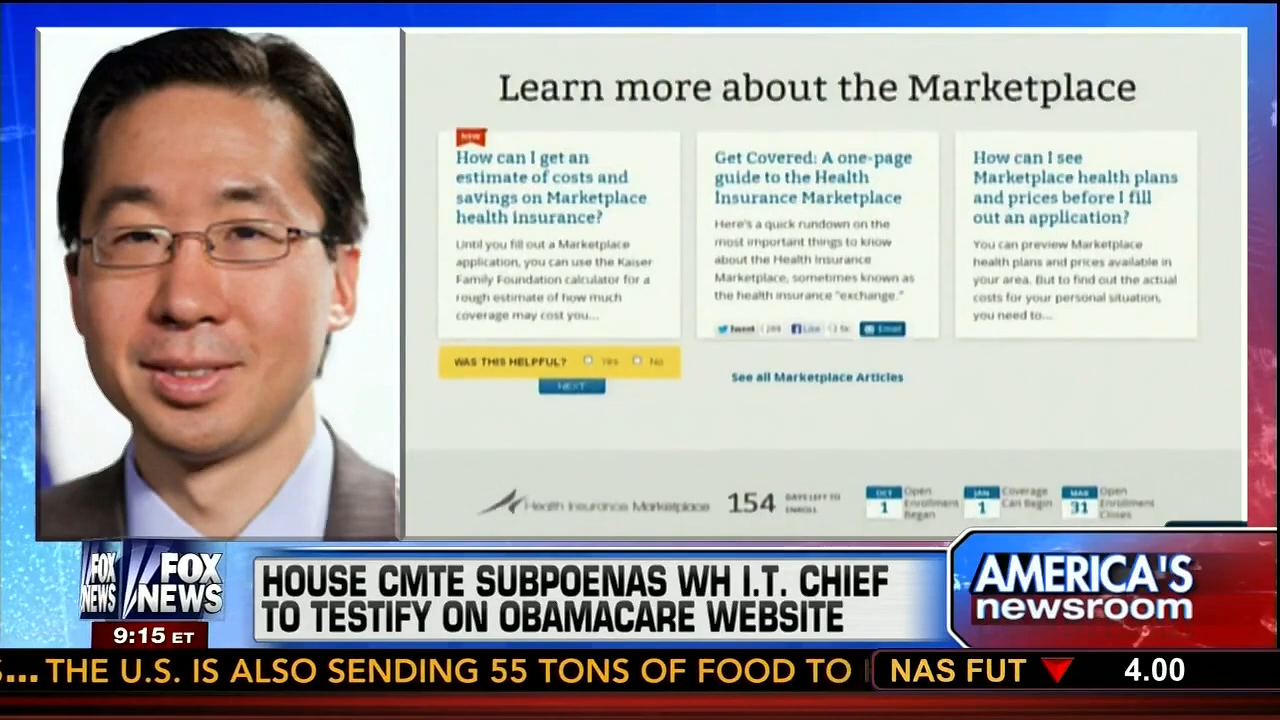 Learn more about the Marketplace
NEW
How can I get an
estimate of costs and
savings on Marketplace
health insurance?
Until you fill out a Marketplace
application, you can use the Kaiser
Family Foundation calculator for a
rough estimate of how much
coverage may cost you...
WAS THIS HELPFUL? Yes No
NEXT
Get Covered: A one-page
guide to the Health
Insurance Marketplace
Here's a quick rundown on the
most important things to know
about the Health Insurance
Marketplace, sometimes known as
the health insurance "exchange."
Tweet Like Email
See all Marketplace Articles
How can I see
Marketplace health plans
and prices before I fill
out an application?
You can preview Marketplace
health plans and prices available in
your area. But to find out the actual
costs for your personal situation,
you need to...
Health Insurance Marketplace
154 DAYS LEFT TO
ENROLL
OCT
1
Open
Enrollment
Began
JAN
1
Coverage
Can Begin
MAR
31
Open
Enrollment
Closes
FOX
NEWS
FOX
NEWS
9:15 ET
HOUSE CMTE SUBPOENAS WH I.T. CHIEF
TO TESTIFY ON OBAMACARE WEBSITE
AMERICA'S
newsroom
S... THE U.S. IS ALSO SENDING 55 TONS OF FOOD TO
NAS FUT 4.00